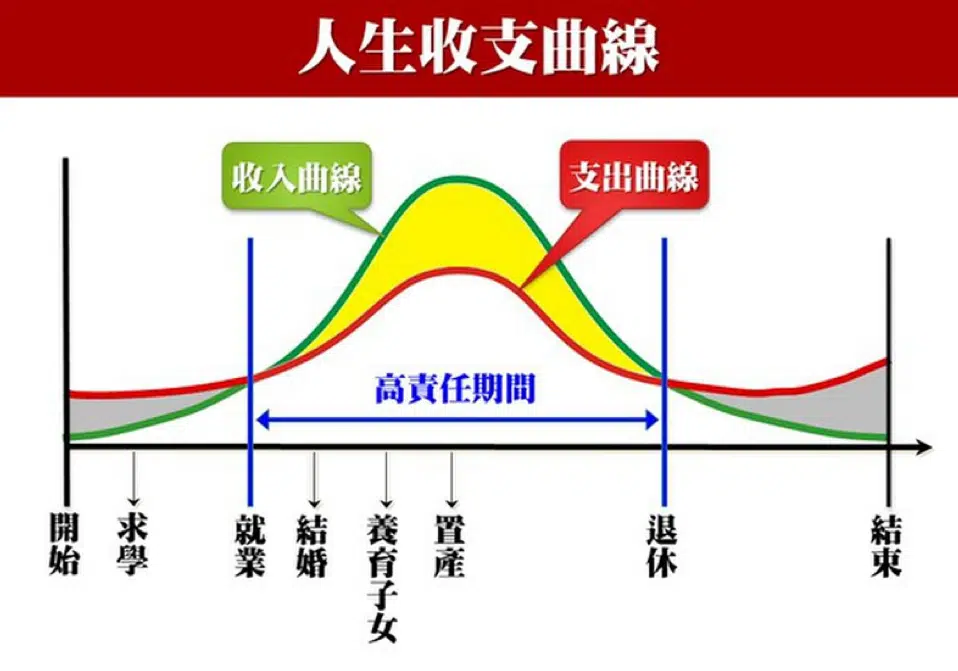 人生收支曲線
收入曲線
支出曲線
高責任期間
開始
求學
就業
結婚
養育子女
置產
退休
結束